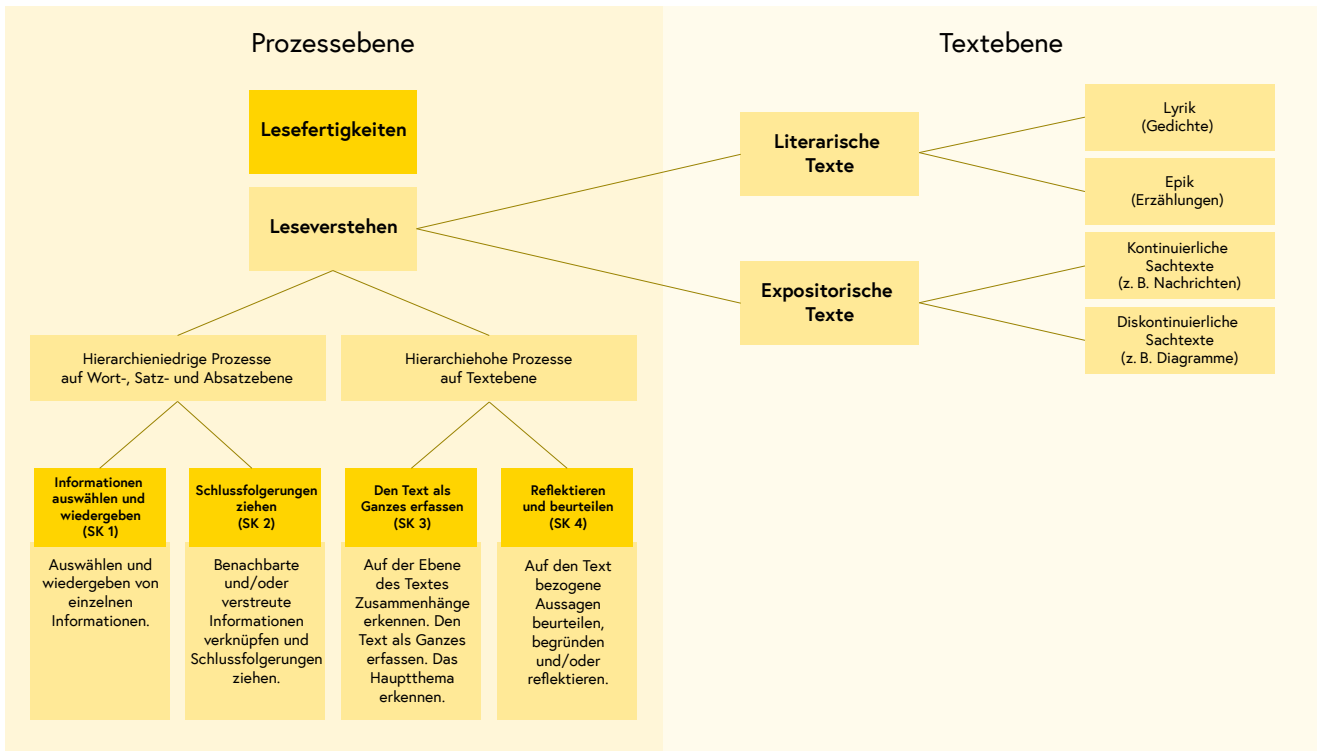 Prozessebene
Lesefertigkeiten
Leseverstehen
Hierarchieniedrige Prozesse
auf Wort-, Satz- und Absatzebene
Hierarchiehohe Prozesse
auf Textebene
Informationen
auswählen und
wiedergeben
(SK 1)
Auswählen und
wiedergeben von
einzelnen
Informationen.
Schlussfolgerungen
ziehen
(SK 2)
Benachbarte
und/oder
verstreute
Informationen
verknüpfen und
Schlussfolgerungen
ziehen.
Den Text als
Ganzes erfassen
(SK 3)
Auf der Ebene
des Textes
Zusammenhänge
erkennen. Den
Text als Ganzes
erfassen. Das
Hauptthema
erkennen.
Reflektieren
und beurteilen
(SK 4)
Auf den Text
bezogene
Aussagen
beurteilen,
begründen
und/oder
reflektieren.
Textebene
Literarische
Texte
Lyrik
(Gedichte)
Epik
(Erzählungen)
Expositorische
Texte
Kontinuierliche
Sachtexte
(z. B. Nachrichten)
Diskontinuierliche
Sachtexte
(z. B. Diagramme)